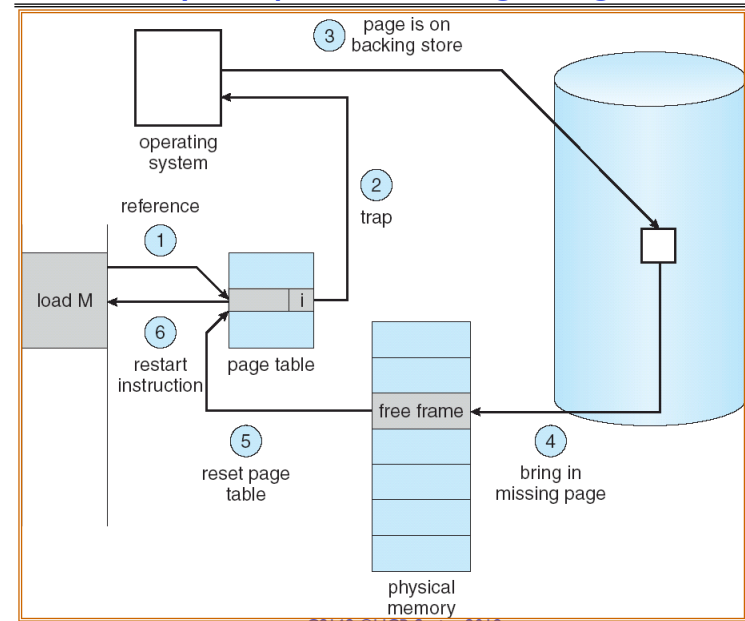 3
page is on
backing store
operating
system
2
trap
reference
1
load M
i
6
restart
instruction
page table
free frame
5
reset page
table
4
bring in
missing page
physical
memory